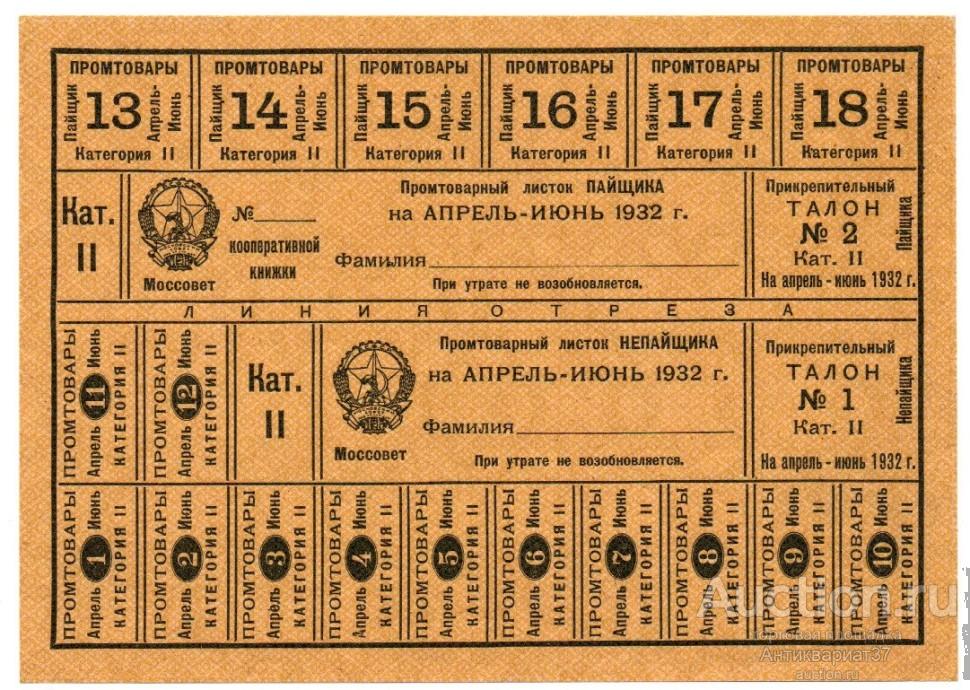 ПРОМТОВАРЫ
Пайщик 13 Апрель-Июнь
Категория II
ПРОМТОВАРЫ
Пайщик 14 Апрель-Июнь
Категория II
ПРОМТОВАРЫ
Пайщик 15 Апрель-Июнь
Категория II
ПРОМТОВАРЫ
Пайщик 16 Апрель-Июнь
Категория II
ПРОМТОВАРЫ
Пайщик 17 Апрель-Июнь
Категория II
ПРОМТОВАРЫ
Пайщик 18 Апрель-Июнь
Категория II
Кат.
II
Моссовет
№
кооперативной
книжки
Промтоварный листок ПАЙЩИКА
на АПРЕЛЬ-ИЮНЬ 1932 г.
Фамилия
При утрате не возобновляется.
Прикрепительный
ТАЛОН
№ 2
Кат. II
На апрель-июнь 1932 г.
Пайщика
ЛИНИЯ ОТРЕЗА
ПРОМТОВАРЫ
Апрель 11 Июнь
КАТЕГОРИЯ II
ПРОМТОВАРЫ
Апрель 12 Июнь
КАТЕГОРИЯ II
Кат.
II
Моссовет
Промтоварный листок НЕПАЙЩИКА
на АПРЕЛЬ-ИЮНЬ 1932 г.
Фамилия
При утрате не возобновляется.
Прикрепительный
ТАЛОН
№ 1
Кат. II
На апрель-июнь 1932 г.
Непайщика
ПРОМТОВАРЫ
Апрель 1 Июнь
КАТЕГОРИЯ II
ПРОМТОВАРЫ
Апрель 2 Июнь
КАТЕГОРИЯ II
ПРОМТОВАРЫ
Апрель 3 Июнь
КАТЕГОРИЯ II
ПРОМТОВАРЫ
Апрель 4 Июнь
КАТЕГОРИЯ II
ПРОМТОВАРЫ
Апрель 5 Июнь
КАТЕГОРИЯ II
ПРОМТОВАРЫ
Апрель 6 Июнь
КАТЕГОРИЯ II
ПРОМТОВАРЫ
Апрель 7 Июнь
КАТЕГОРИЯ II
ПРОМТОВАРЫ
Апрель 8 Июнь
КАТЕГОРИЯ II
ПРОМТОВАРЫ
Апрель 9 Июнь
КАТЕГОРИЯ II
ПРОМТОВАРЫ
Апрель 10 Июнь
КАТЕГОРИЯ II
Auction.ru
торговая площадка
Антиквариат37
auction.ru